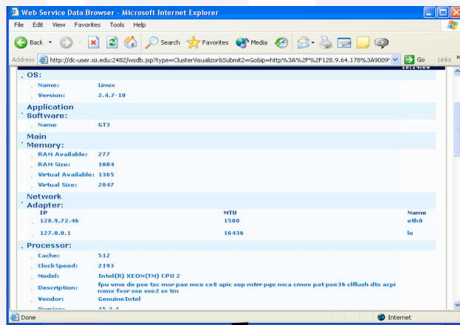 Web Service Data Browser - Microsoft Internet Explorer
File Edit View Favorites Tools Help
Back Search Favorites Media
Address http://dc-user.isi.edu:2482/wsdb.jsp?type=ClusterVisualizor&Submit2=Go&ip=http%3A%2F%2F128.9.64.178%3A9009 Go Links
OS:
Name: Linux
Version: 2.4.7-10
Application
Software:
Name GT3
Main
Memory:
RAM Available: 277
RAM Size: 1004
Virtual Available: 1365
Virtual Size: 2047
Network
Adapter:
IP MTU Name
128.9.72.46 1500 eth0
127.0.0.1 16436 lo
Processor:
Cache: 512
ClockSpeed: 2193
Model: Intel(R) XEON(TM) CPU 2
Description: fpu vme de pse tsc msr pae mce cx8 apic sep mtrr pge mca cmov pat pse36 clflush dts acpi
mmx fxsr sse sse2 ss tm
Vendor: GenuineIntel
Version: 15.2.4
Done Internet